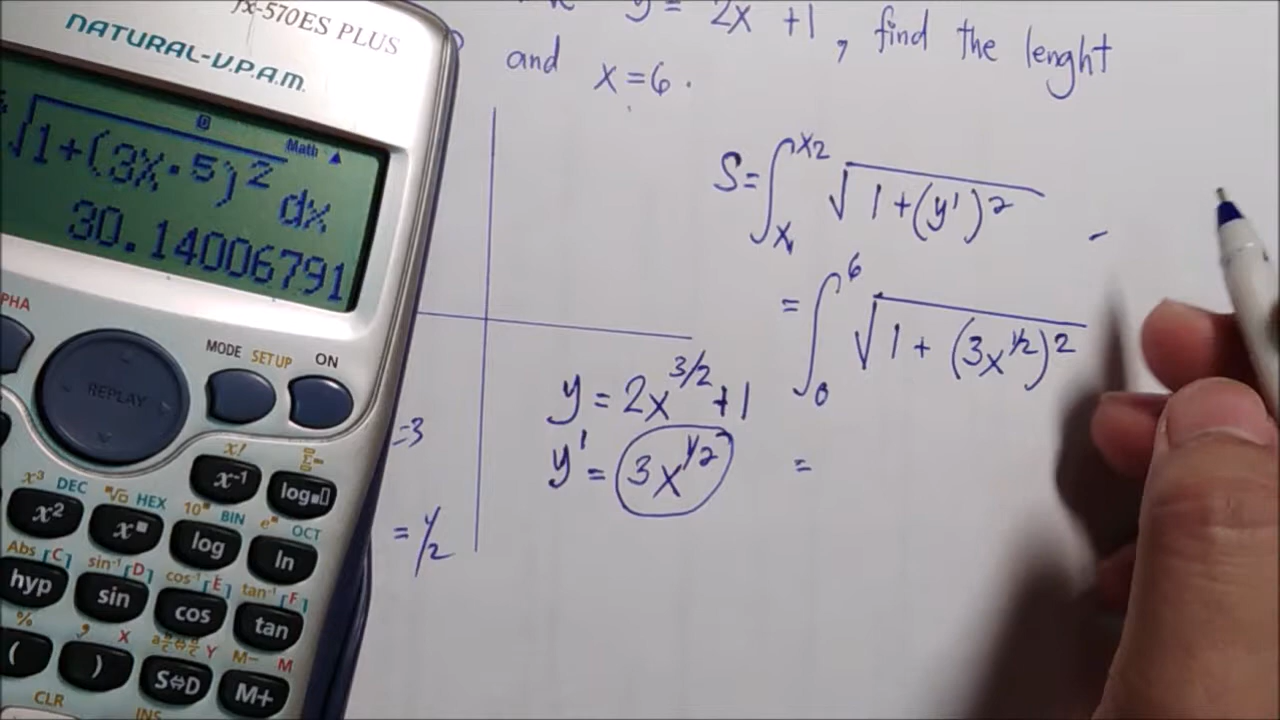 fx-570ES PLUS
NATURAL-V.P.A.M.
y = 2x +1, find the lenght
and x=6.
Math ▲
√1+(3X^.5)² dx
30.14006791
S=∫ₓ₁^x₂ √1+(y')²
= ∫₀^6 √1+(3x^1/2)²
y = 2x^3/2 +1
y' = 3x^1/2 =
=3
= 1/2
PHA MODE SETUP ON
REPLAY
x! 
x⁻¹ log
x³ DEC HEX 10■ BIN e■ OCT
x² x■ log ln
Abs [C] sin⁻¹ [D] cos⁻¹ [E] tan⁻¹ [F]
hyp sin cos tan
% , X a b/c⇔d/c Y M– M
( ) S⇔D M+
CLR INS